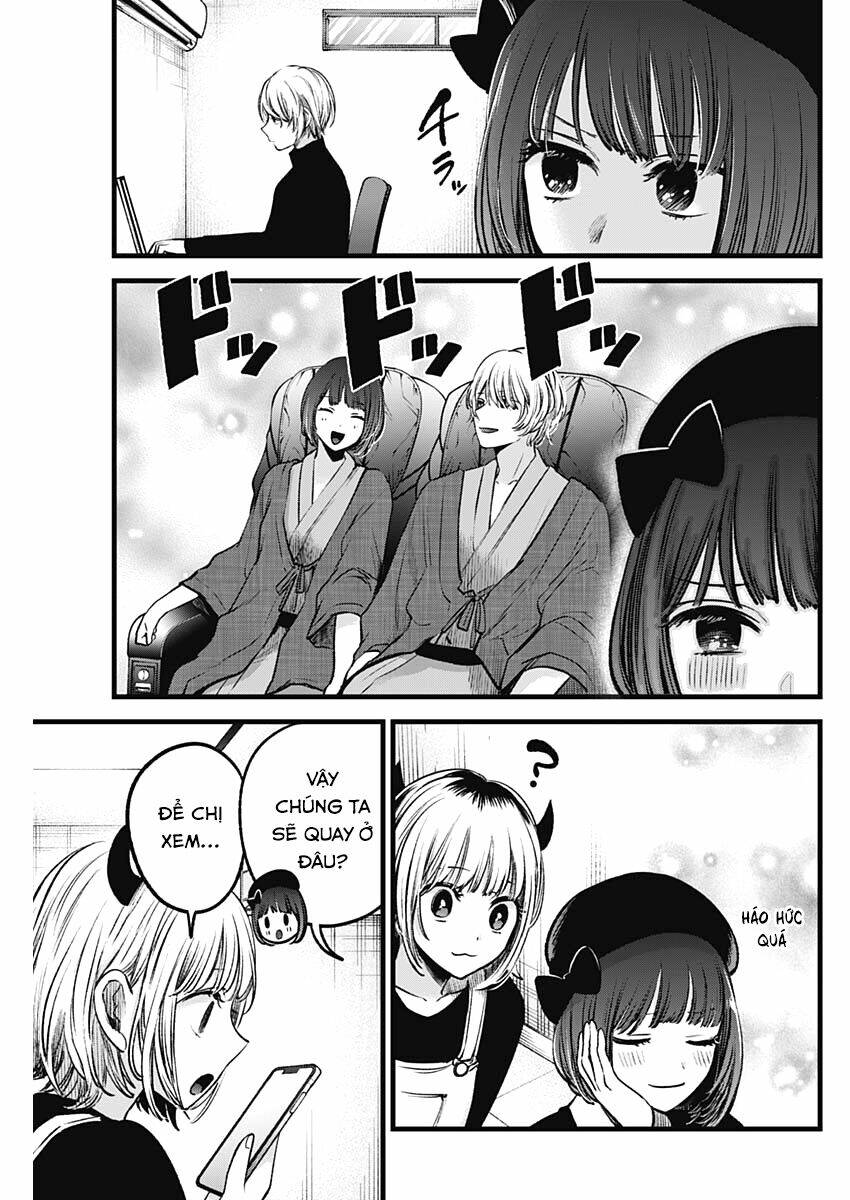 チラッ
ドッ
ドッ
ドッ
?
HÁO HỨC
QUÁ
VẬY
CHÚNG TA
SẼ QUAY Ở
ĐÂU?
ĐỂ CHỊ
XEM...